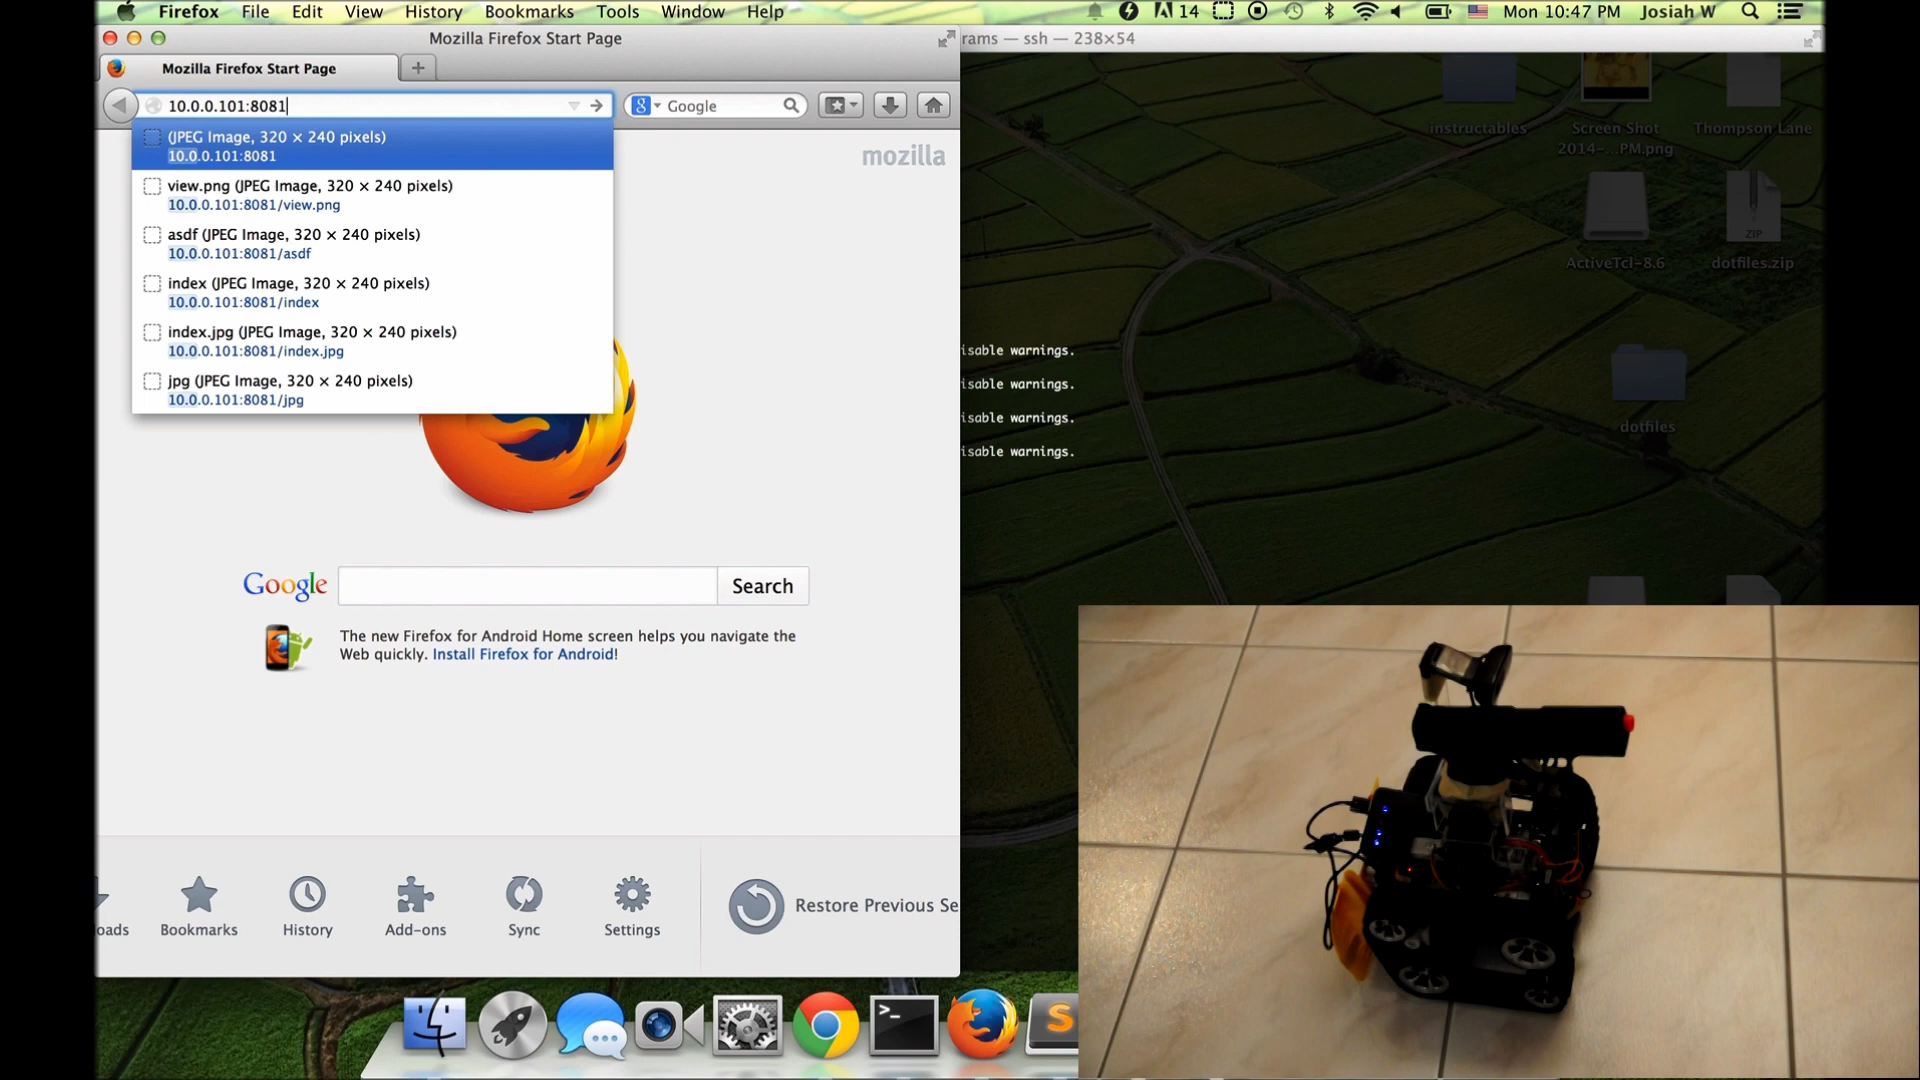 Firefox File Edit View History Bookmarks Tools Window Help
14 Mon 10:47 PM Josiah W
Mozilla Firefox Start Page
rams — ssh — 238×54
Mozilla Firefox Start Page
10.0.0.101:8081
Google
(JPEG Image, 320 × 240 pixels)
10.0.0.101:8081
view.png (JPEG Image, 320 × 240 pixels)
10.0.0.101:8081/view.png
asdf (JPEG Image, 320 × 240 pixels)
10.0.0.101:8081/asdf
index (JPEG Image, 320 × 240 pixels)
10.0.0.101:8081/index
index.jpg (JPEG Image, 320 × 240 pixels)
10.0.0.101:8081/index.jpg
jpg (JPEG Image, 320 × 240 pixels)
10.0.0.101:8081/jpg
mozilla
instructables
Screen Shot
2014-...PM.png
Thompson Lane
ZIP
ActiveTcl-8.6
dotfiles.zip
isable warnings.
isable warnings.
isable warnings.
isable warnings.
dotfiles
Google
Search
The new Firefox for Android Home screen helps you navigate the
Web quickly. Install Firefox for Android!
oads
Bookmarks
History
Add-ons
Sync
Settings
Restore Previous Se